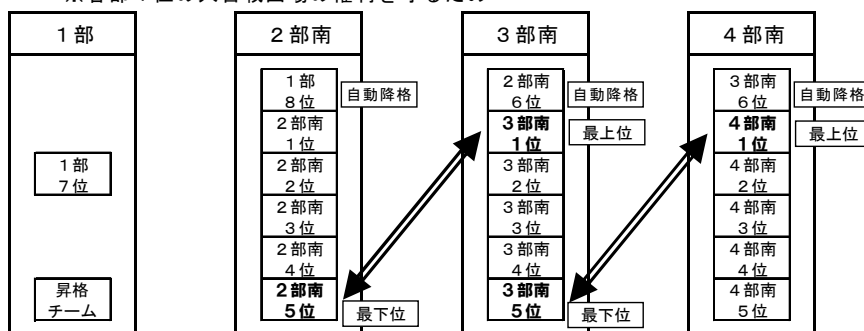 １部
２部南
３部南
４部南
１部
７位
昇格
チーム
１部
８位
自動降格
２部南
１位
２部南
２位
２部南
３位
２部南
４位
２部南
５位
最下位
２部南
６位
自動降格
３部南
１位
最上位
３部南
２位
３部南
３位
３部南
４位
３部南
５位
最下位
３部南
６位
自動降格
４部南
１位
最上位
４部南
２位
４部南
３位
４部南
４位
４部南
５位